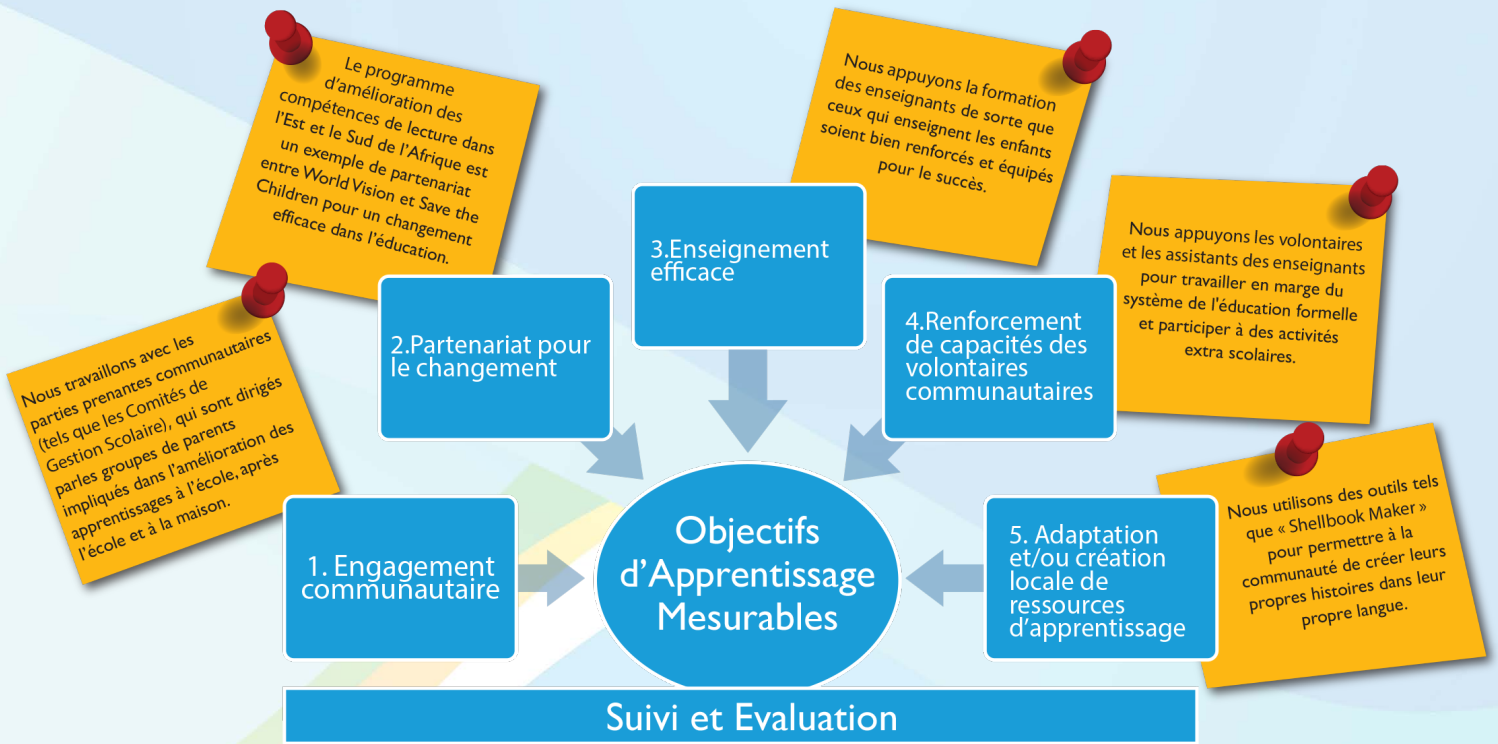 Nous travaillons avec les
parties prenantes communautaires
(tels que les Comités de
Gestion Scolaire), qui sont dirigés
parles groupes de parents
impliqués dans l'amélioration des
apprentissages à l'école, après
l'école et à la maison.
1. Engagement
communautaire
Le programme
d'amélioration des
compétences de lecture dans
l'Est et le Sud de l'Afrique est
un exemple de partenariat
entre World Vision et Save the
Children pour un changement
efficace dans l'éducation.
2.Partenariat pour
le changement
3.Enseignement
efficace
Nous appuyons la formation
des enseignants de sorte que
ceux qui enseignent les enfants
soient bien renforcés et équipés
pour le succès.
4.Renforcement
de capacités des
volontaires
communautaires
Nous appuyons les volontaires
et les assistants des enseignants
pour travailler en marge du
système de l'éducation formelle
et participer à des activités
extra scolaires.
5. Adaptation
et/ou création
locale de
ressources
d'apprentissage
Nous utilisons des outils tels
que « Shellbook Maker »
pour permettre à la
communauté de créer leurs
propres histoires dans leur
propre langue.
Objectifs
d'Apprentissage
Mesurables
Suivi et Evaluation